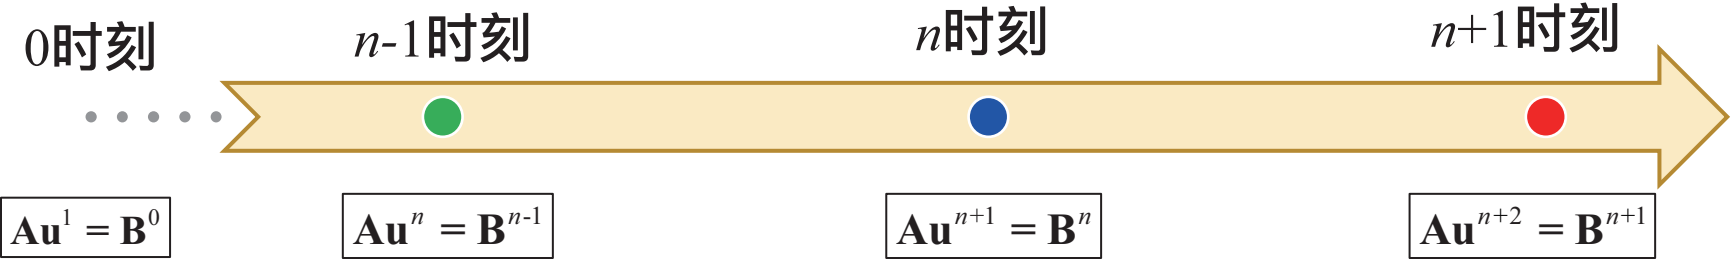 0时刻
n-1时刻
n时刻
n+1时刻
Au¹ = B⁰
Auⁿ = Bⁿ⁻¹
Auⁿ⁺¹ = Bⁿ
Auⁿ⁺² = Bⁿ⁺¹